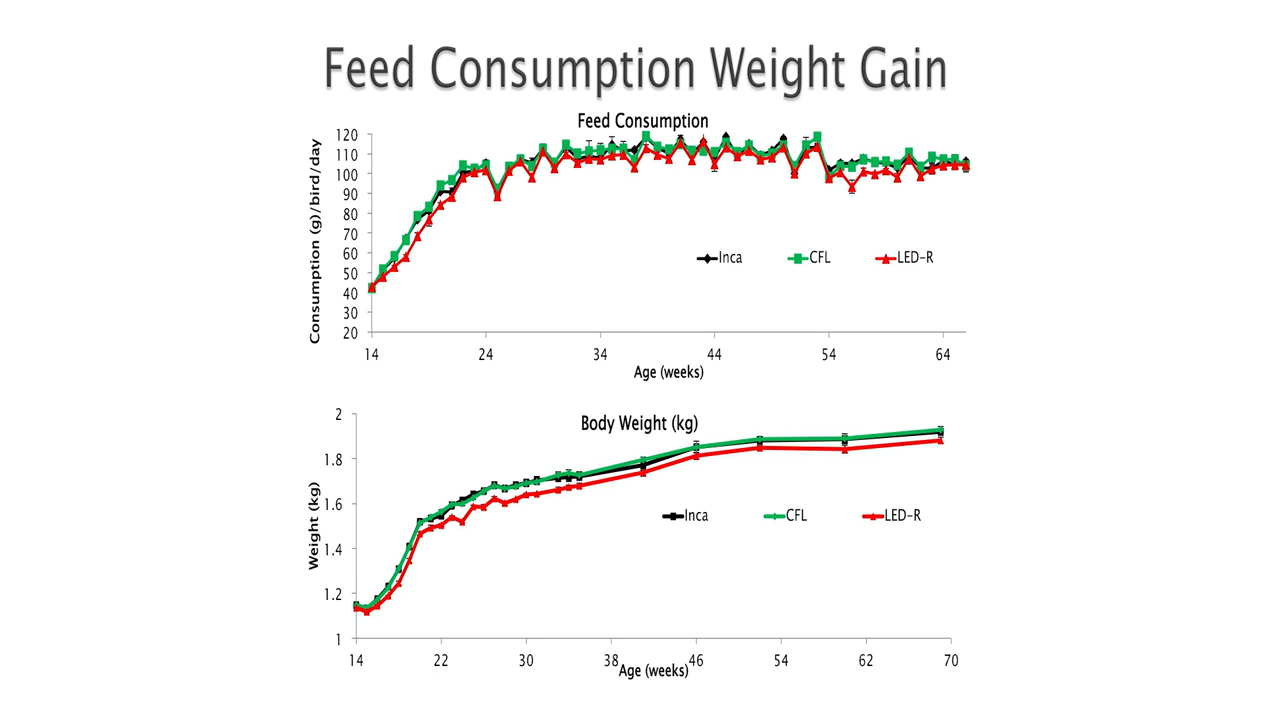 Feed Consumption Weight Gain
Feed Consumption
Consumption (g)/bird/day
120
110
100
90
80
70
60
50
40
30
20
Inca
CFL
LED-R
14 24 34 44 54 64
Age (weeks)
Body Weight (kg)
Weight (kg)
2
1.8
1.6
1.4
1.2
1
Inca
CFL
LED-R
14 22 30 38 46 54 62 70
Age (weeks)